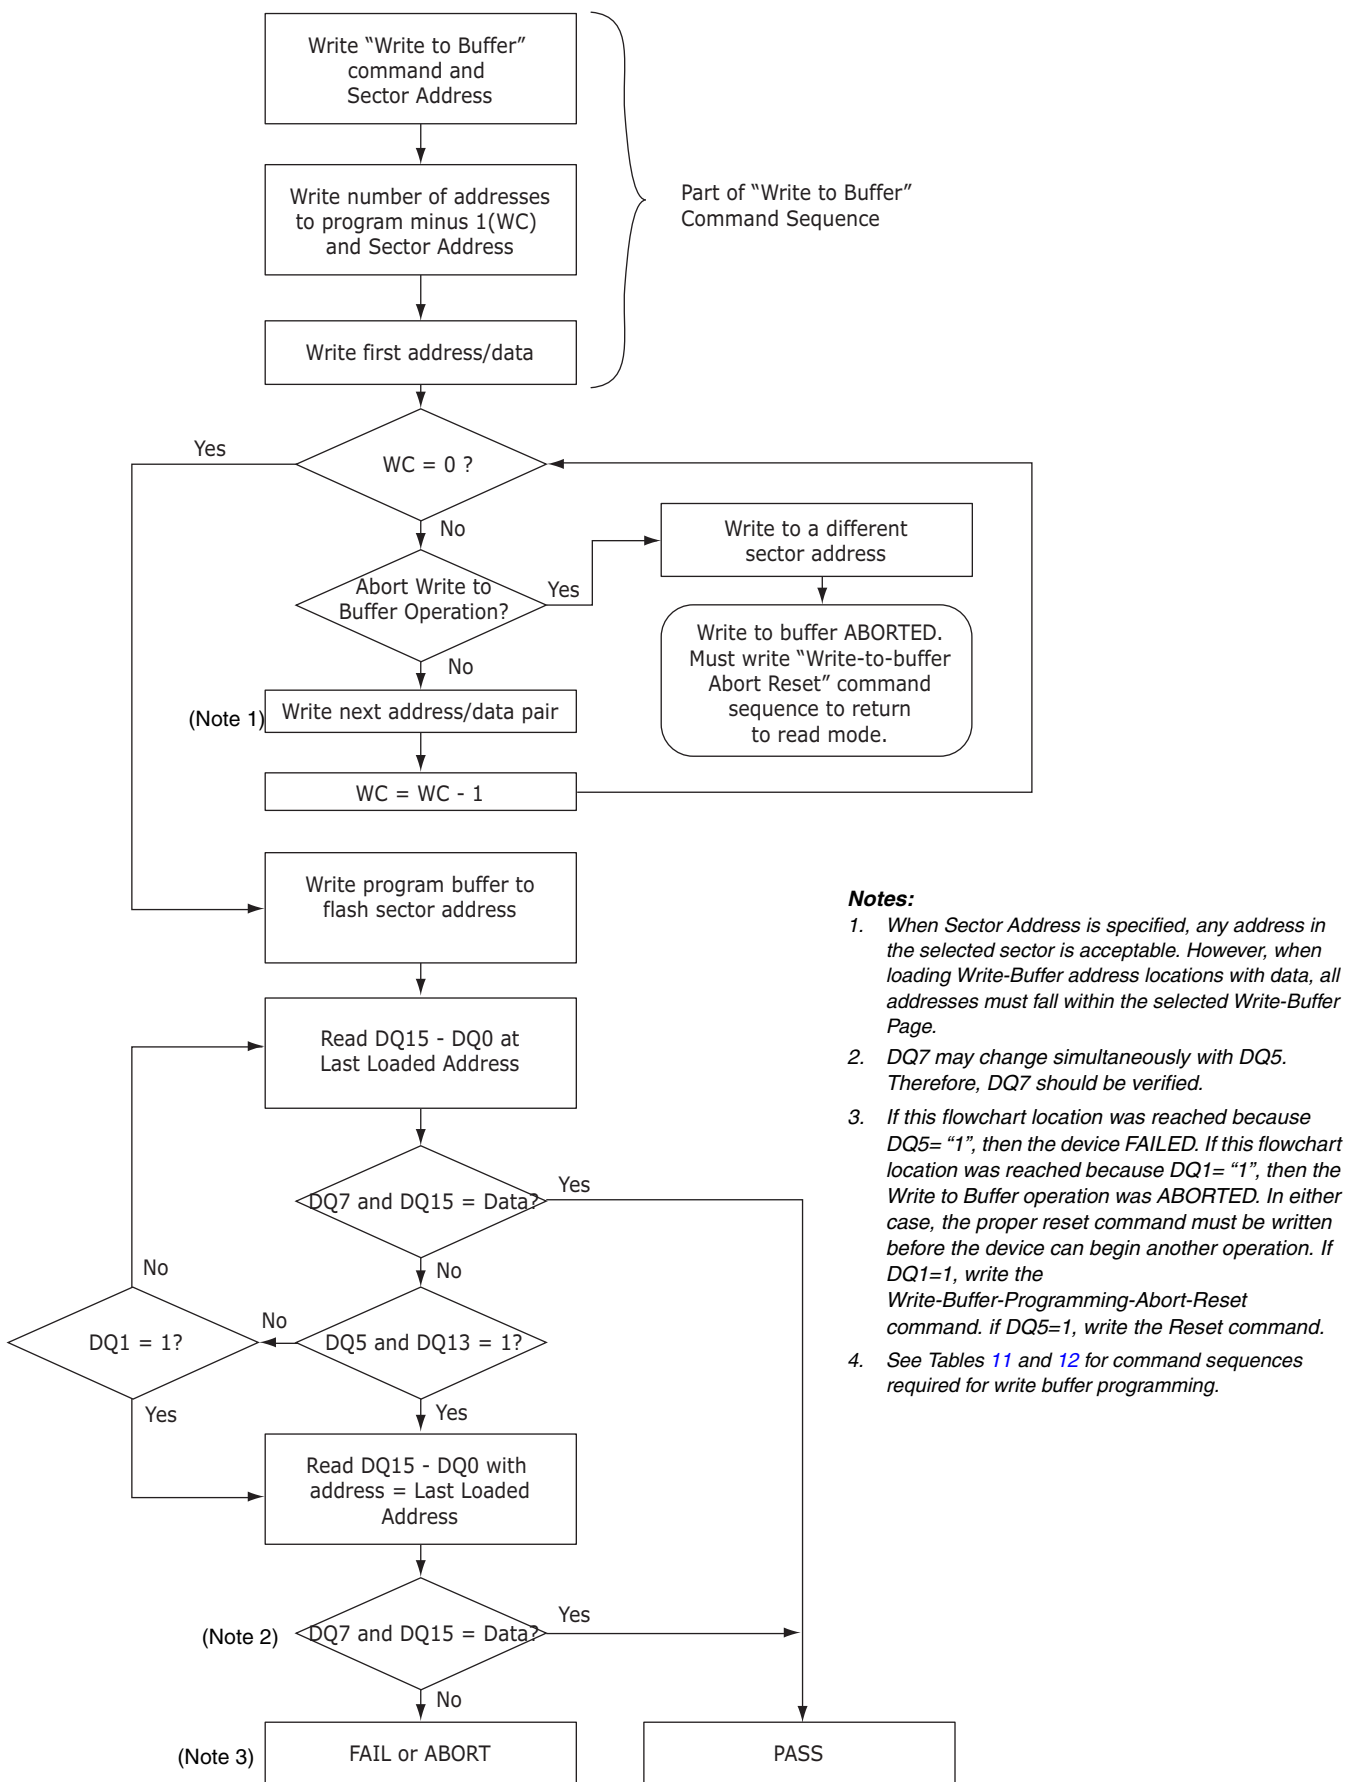 Write “Write to Buffer”
command and
Sector Address
Write number of addresses
to program minus 1(WC)
and Sector Address
Part of “Write to Buffer”
Command Sequence
Write first address/data
Yes
WC = 0 ?
No
Write to a different
sector address
Abort Write to
Buffer Operation?
Yes
Write to buffer ABORTED.
Must write “Write-to-buffer
Abort Reset” command
sequence to return
to read mode.
No
(Note 1)
Write next address/data pair
WC = WC - 1
Write program buffer to
flash sector address
Read DQ15 - DQ0 at
Last Loaded Address
DQ7 and DQ15 = Data?
Yes
No
No
DQ1 = 1?
No
DQ5 and DQ13 = 1?
Yes
Yes
Read DQ15 - DQ0 with
address = Last Loaded
Address
(Note 2)
DQ7 and DQ15 = Data?
Yes
No
(Note 3)
FAIL or ABORT
PASS
Notes:
1. When Sector Address is specified, any address in
the selected sector is acceptable. However, when
loading Write-Buffer address locations with data, all
addresses must fall within the selected Write-Buffer
Page.
2. DQ7 may change simultaneously with DQ5.
Therefore, DQ7 should be verified.
3. If this flowchart location was reached because
DQ5= “1”, then the device FAILED. If this flowchart
location was reached because DQ1= “1”, then the
Write to Buffer operation was ABORTED. In either
case, the proper reset command must be written
before the device can begin another operation. If
DQ1=1, write the
Write-Buffer-Programming-Abort-Reset
command. if DQ5=1, write the Reset command.
4. See Tables 11 and 12 for command sequences
required for write buffer programming.